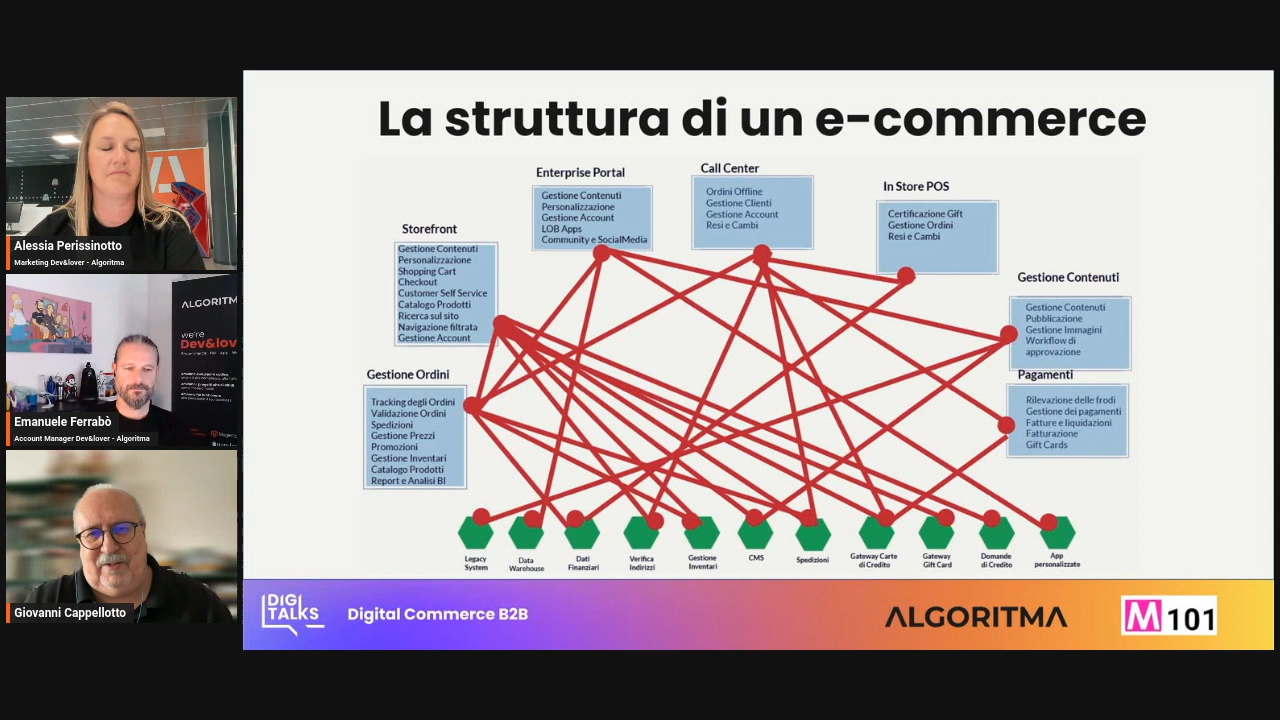 La struttura di un e-commerce
Enterprise Portal
Gestione Contenuti
Personalizzazione
Gestione Account
LOB Apps
Community e SocialMedia
Call Center
Ordini Offline
Gestione Clienti
Gestione Account
Resi e Cambi
In Store POS
Certificazione Gift
Gestione Ordini
Resi e Cambi
Storefront
Gestione Contenuti
Personalizzazione
Shopping Cart
Checkout
Customer Self Service
Catalogo Prodotti
Ricerca sul sito
Navigazione filtrata
Gestione Account
Gestione Contenuti
Gestione Contenuti
Pubblicazione
Gestione Immagini
Workflow di
approvazione
Gestione Ordini
Tracking degli Ordini
Validazione Ordini
Spedizioni
Gestione Prezzi
Promozioni
Gestione Inventari
Catalogo Prodotti
Report e Analisi BI
Pagamenti
Rilevazione delle frodi
Gestione dei pagamenti
Fatture e liquidazioni
Fatturazione
Gift Cards
Legacy
System
Data
Warehouse
Dati
Finanziari
Verifica
Indirizzi
Gestione
Inventari
CMS
Spedizioni
Gateway Carte
di Credito
Gateway
Gift Card
Domande
di Credito
App
personalizzate
Alessia Perissinotto
Marketing Dev&lover - Algoritma
ALGORITM
we're
Dev&lov
Emanuele Ferrabò
Account Manager Dev&lover - Algoritma
Giovanni Cappellotto
DIGI
TALKS
Digital Commerce B2B
ALGORITMA
M 101